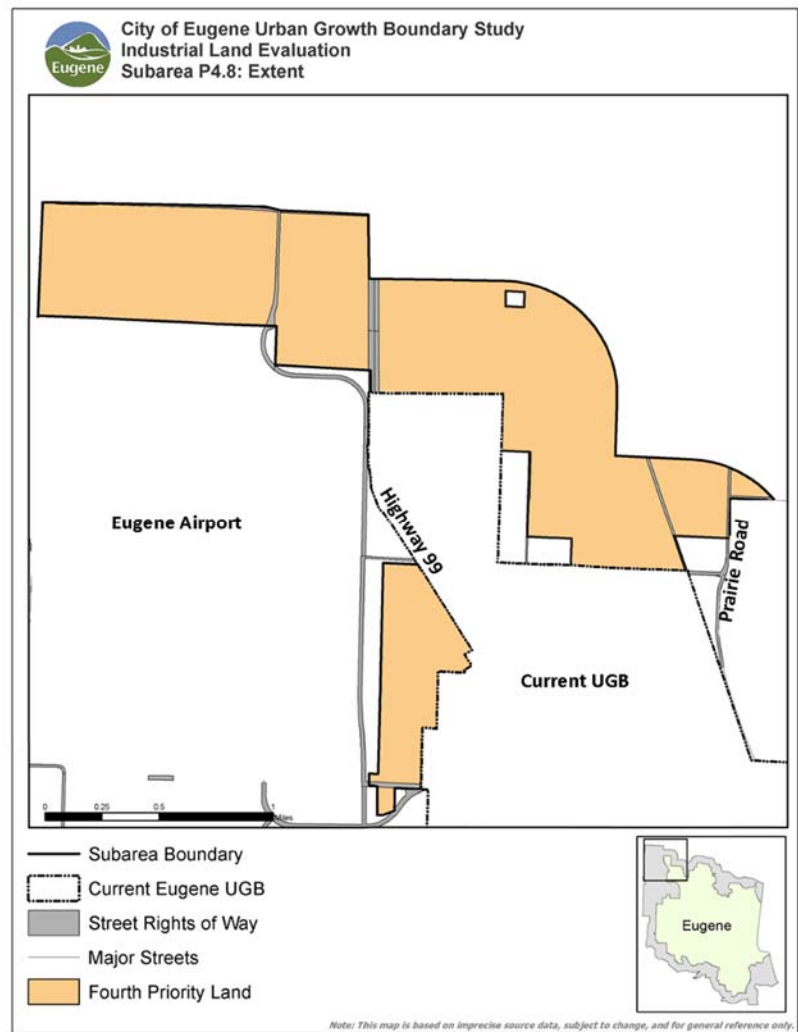 City of Eugene Urban Growth Boundary Study
Industrial Land Evaluation
Subarea P4.8: Extent
Eugene
Eugene Airport
Highway 99
Prairie Road
Current UGB
0 0.25 0.5 1
Miles
Subarea Boundary
Current Eugene UGB
Street Rights of Way
Major Streets
Fourth Priority Land
Eugene
Note: This map is based on imprecise source data, subject to change, and for general reference only.